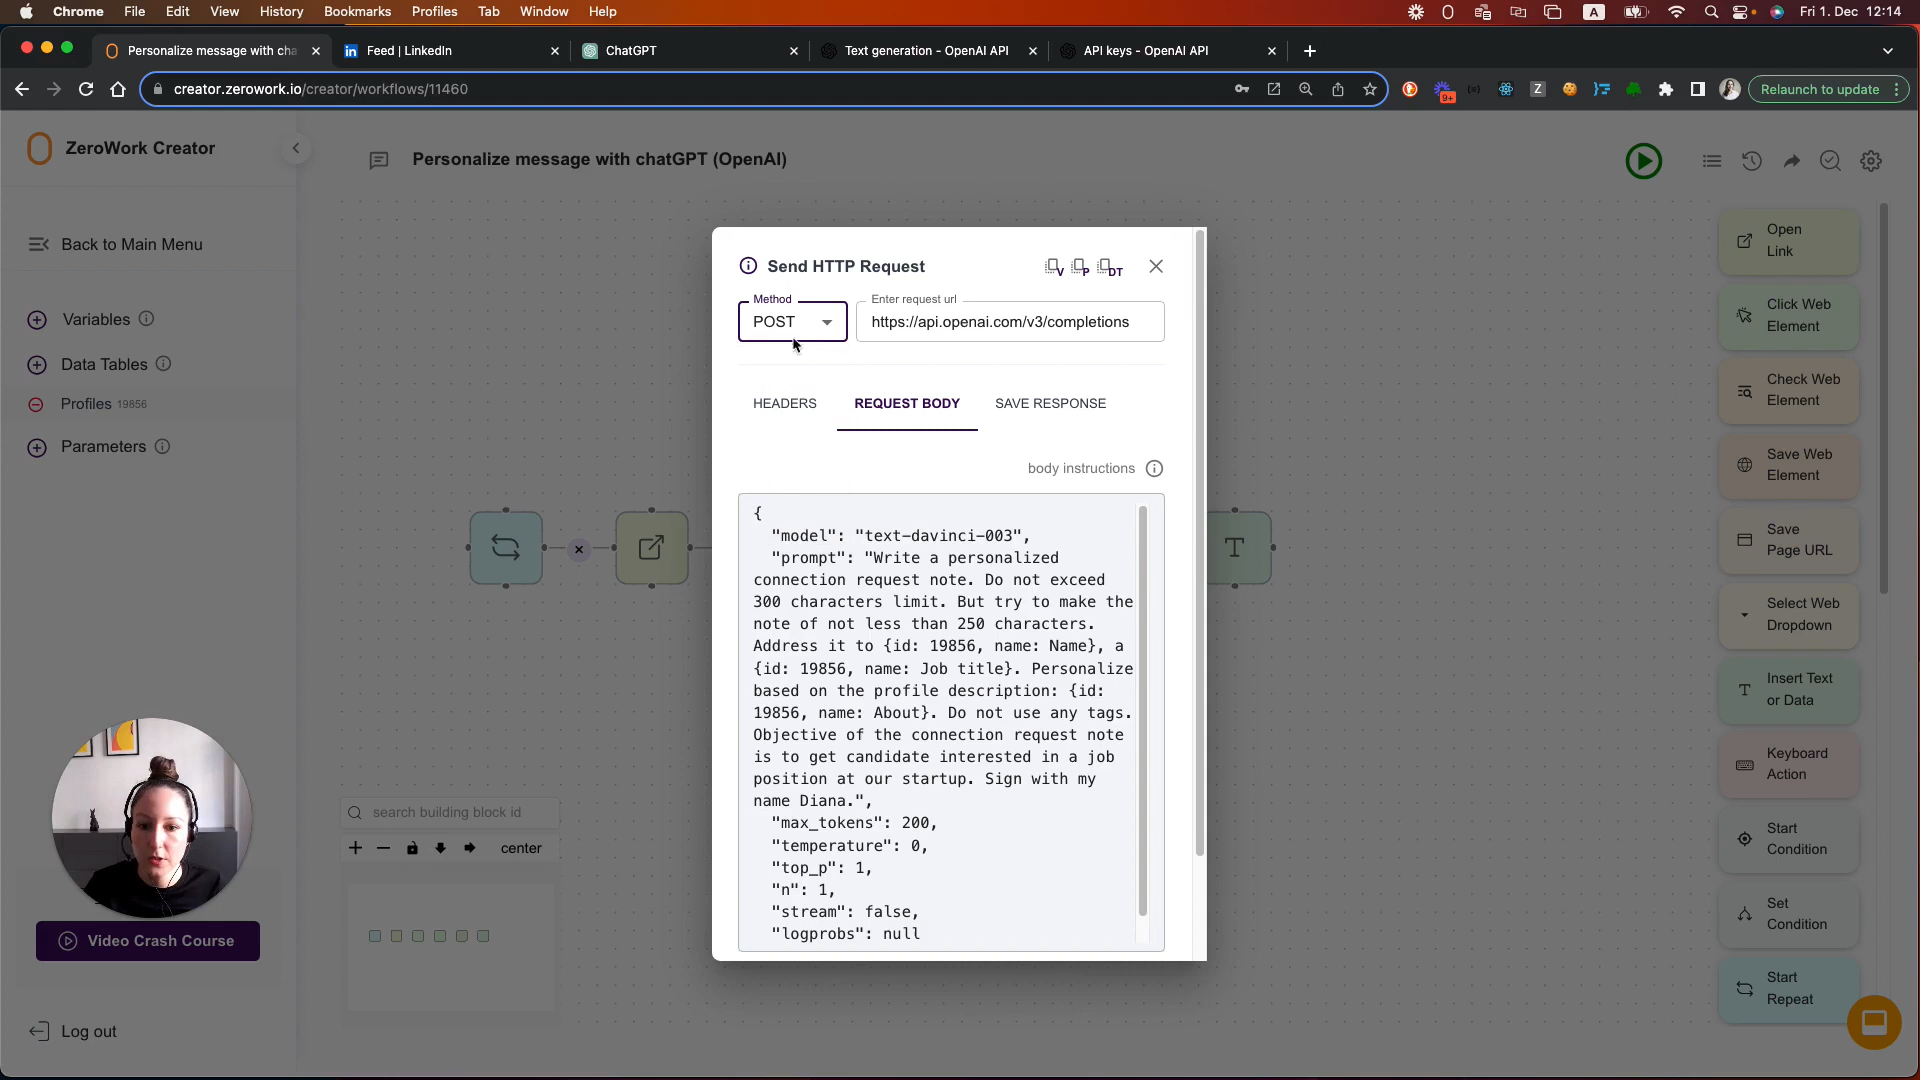 Chrome File Edit View History Bookmarks Profiles Tab Window Help
A
Fri 1. Dec 12:14
Personalize message with cha
Feed | LinkedIn
ChatGPT
Text generation - OpenAI API
API keys - OpenAI API
creator.zerowork.io/creator/workflows/11460
9+
Z
Relaunch to update
ZeroWork Creator
Personalize message with chatGPT (OpenAI)
Back to Main Menu
Variables
Data Tables
Profiles 19856
Parameters
search building block id
center
Video Crash Course
Log out
Send HTTP Request
V P DT
Method
POST
Enter request url
https://api.openai.com/v3/completions
HEADERS REQUEST BODY SAVE RESPONSE
body instructions
{
"model": "text-davinci-003",
"prompt": "Write a personalized
connection request note. Do not exceed
300 characters limit. But try to make the
note of not less than 250 characters.
Address it to {id: 19856, name: Name}, a
{id: 19856, name: Job title}. Personalize
based on the profile description: {id:
19856, name: About}. Do not use any tags.
Objective of the connection request note
is to get candidate interested in a job
position at our startup. Sign with my
name Diana.",
"max_tokens": 200,
"temperature": 0,
"top_p": 1,
"n": 1,
"stream": false,
"logprobs": null
T
Open
Link
Click Web
Element
Check Web
Element
Save Web
Element
Save
Page URL
Select Web
Dropdown
T
Insert Text
or Data
Keyboard
Action
Start
Condition
Set
Condition
Start
Repeat